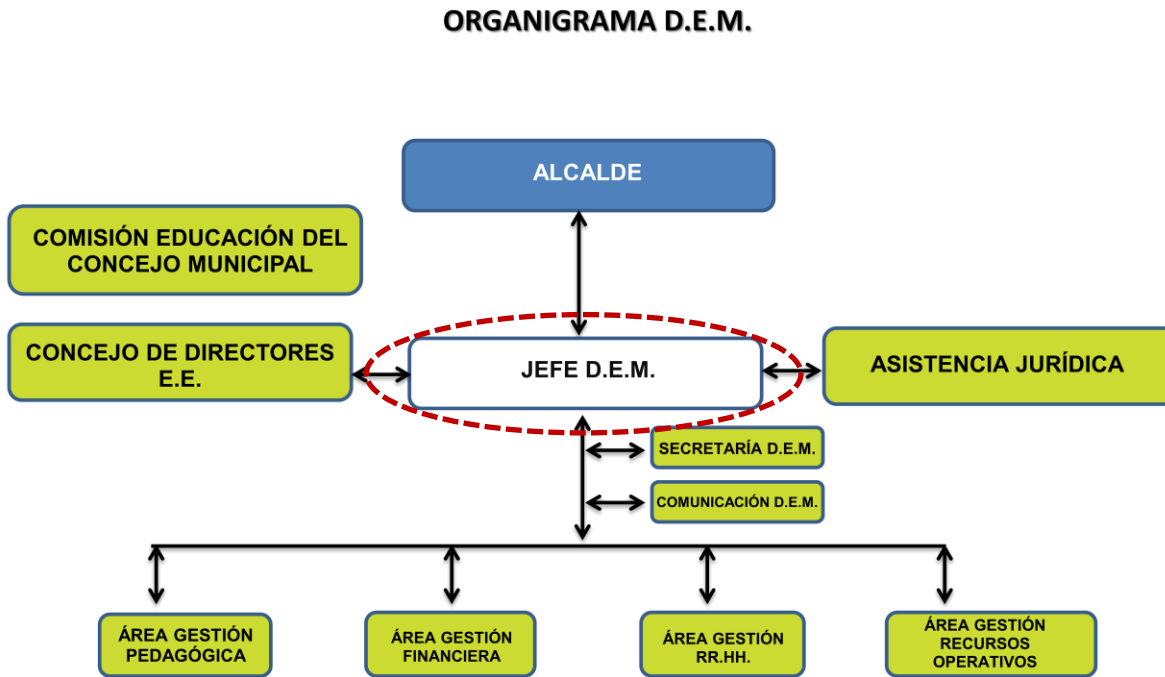 ORGANIGRAMA D.E.M.
ALCALDE
COMISIÓN EDUCACIÓN DEL
CONCEJO MUNICIPAL
CONCEJO DE DIRECTORES
E.E.
JEFE D.E.M.
ASISTENCIA JURÍDICA
SECRETARÍA D.E.M.
COMUNICACIÓN D.E.M.
ÁREA GESTIÓN
PEDAGÓGICA
ÁREA GESTIÓN
FINANCIERA
ÁREA GESTIÓN
RR.HH.
ÁREA GESTIÓN
RECURSOS
OPERATIVOS